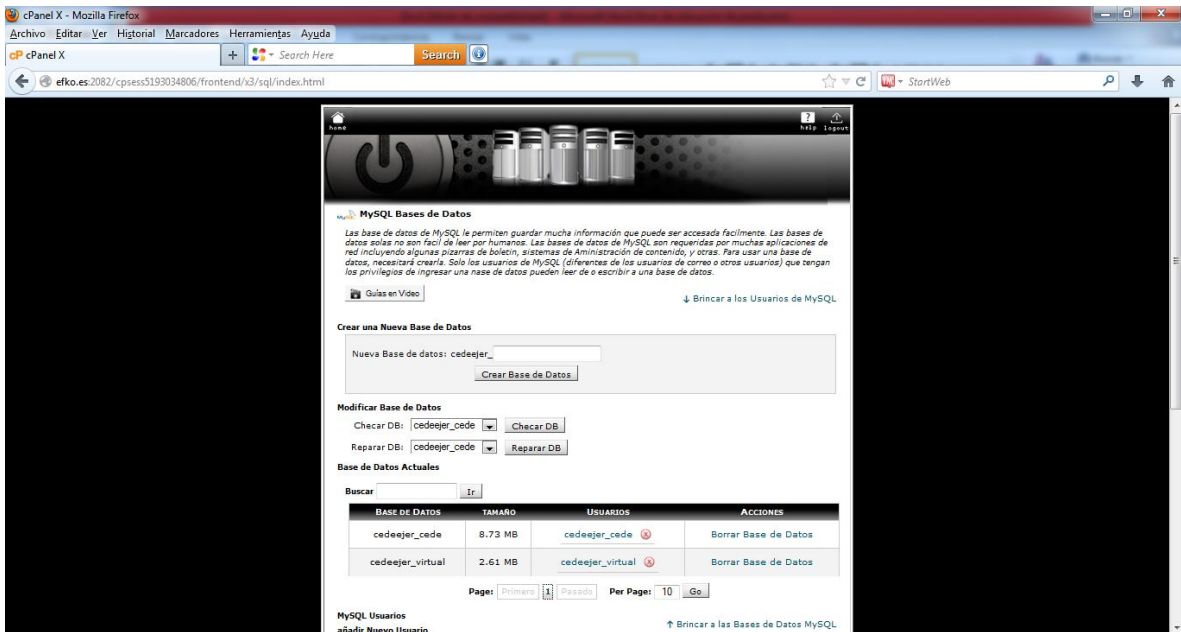 cPanel X - Mozilla Firefox
Archivo Editar Ver Historial Marcadores Herramientas Ayuda
cP cPanel X
+
Search Here
Search
efko.es:2082/cpsess5193034806/frontend/x3/sql/index.html
StartWeb
home
help logout
MySQL Bases de Datos
Las base de datos de MySQL le permiten guardar mucha información que puede ser accesada facilmente. Las bases de
datos solas no son facil de leer por humanos. Las bases de datos de MySQL son requeridas por muchas aplicaciones de
red incluyendo algunas pizarras de boletin, sistemas de Aministración de contenido, y otras. Para usar una base de
datos, necesitará crearla. Solo los usuarios de MySQL (diferentes de los usuarios de correo o otros usuarios) que tengan
los privilegios de ingresar una nase de datos pueden leer de o escribir a una base de datos.
Guías en Video
↓ Brincar a los Usuarios de MySQL
Crear una Nueva Base de Datos
Nueva Base de datos: cedeejer_
Crear Base de Datos
Modificar Base de Datos
Checar DB: cedeejer_cede Checar DB
Reparar DB: cedeejer_cede Reparar DB
Base de Datos Actuales
Buscar Ir
BASE DE DATOS TAMAÑO USUARIOS ACCIONES
cedeejer_cede 8.73 MB cedeejer_cede Borrar Base de Datos
cedeejer_virtual 2.61 MB cedeejer_virtual Borrar Base de Datos
Page: Primero 1 Pasado Per Page: 10 Go
MySQL Usuarios
↑ Brincar a las Bases de Datos MySQL
añadir Nuevo Usuario